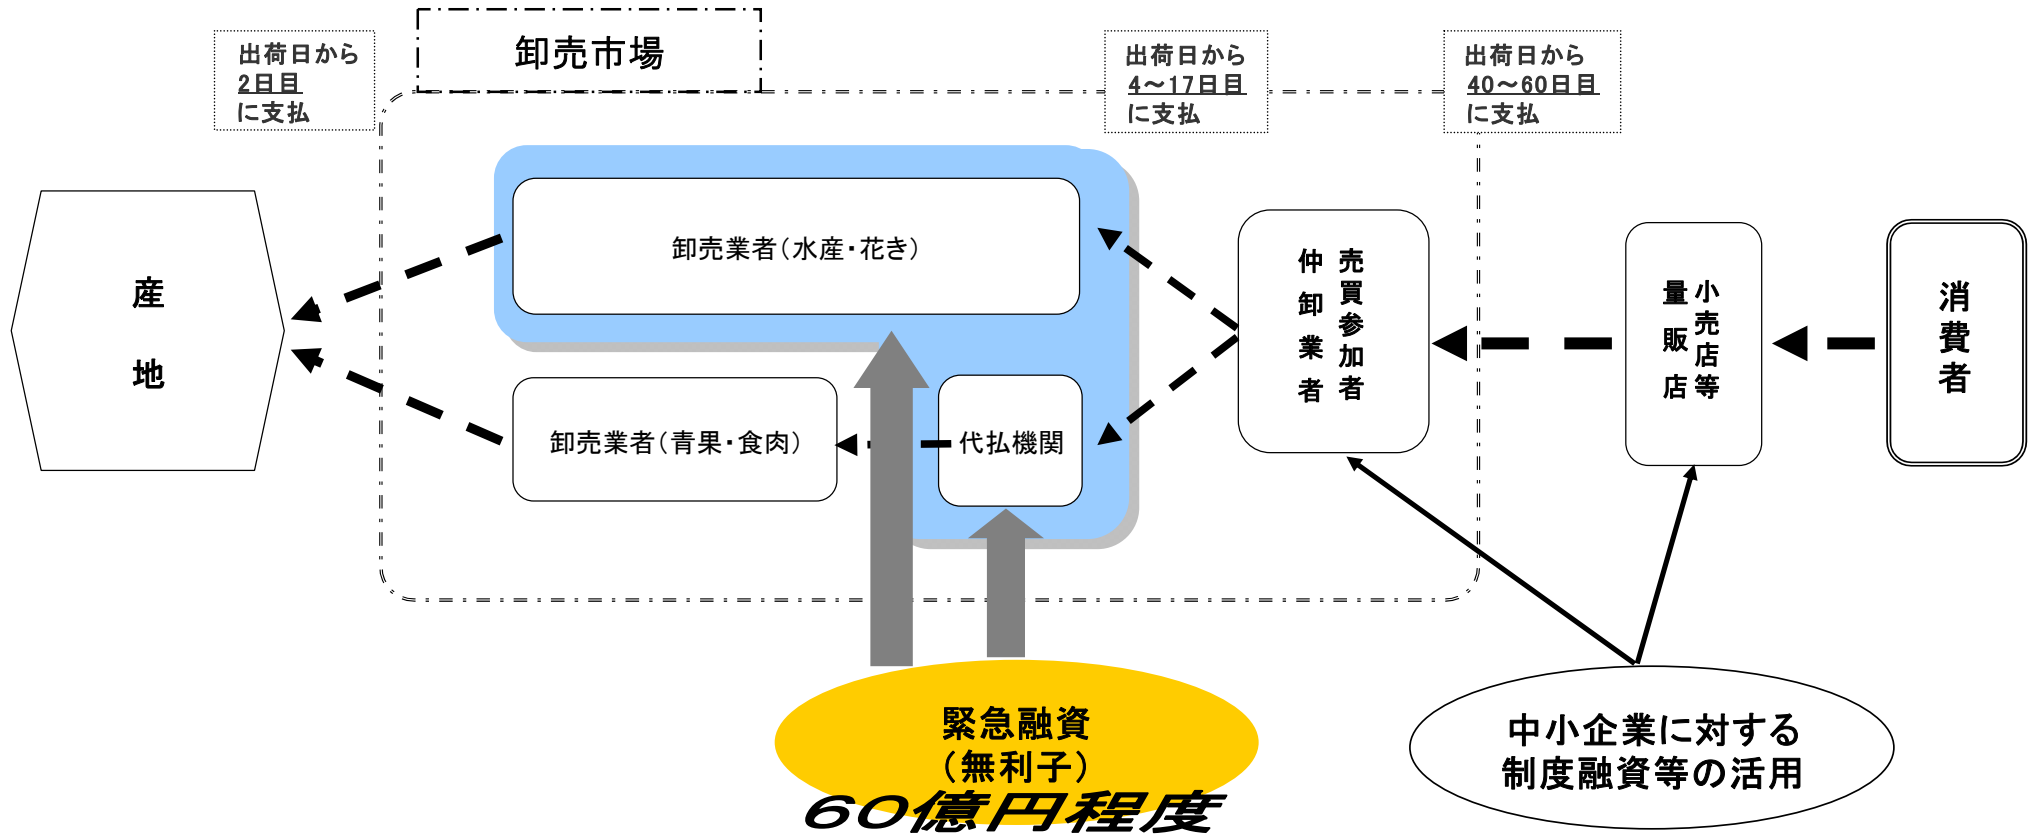 卸売市場
出荷日から
2日目
に支払
出荷日から
4～17日目
に支払
出荷日から
40～60日目
に支払
産地
卸売業者（水産・花き）
卸売業者（青果・食肉）
代払機関
売買参加者
仲卸業者
小売店等
量販店
消費者
緊急融資
（無利子）
60億円程度
中小企業に対する
制度融資等の活用